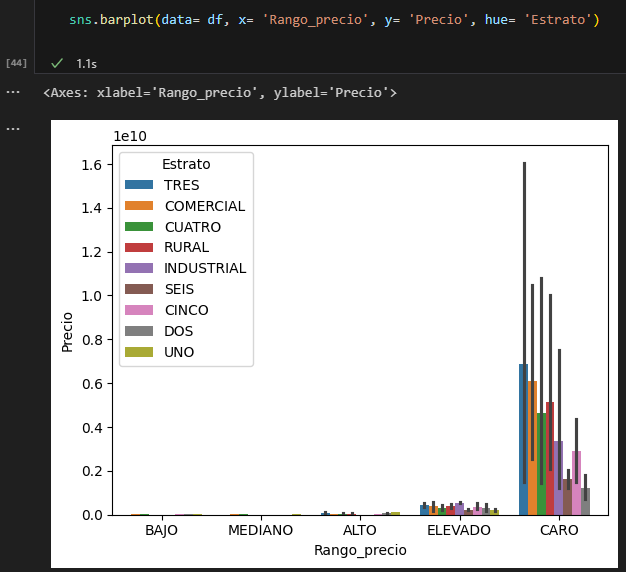 sns.barplot(data= df, x= 'Rango_precio', y= 'Precio', hue= 'Estrato')
[44]
1.1s
...
<Axes: xlabel='Rango_precio', ylabel='Precio'>
...
1e10
Estrato
TRES
COMERCIAL
CUATRO
RURAL
INDUSTRIAL
SEIS
CINCO
DOS
UNO
1.6
1.4
1.2
1.0
0.8
0.6
0.4
0.2
0.0
Precio
BAJO MEDIANO ALTO ELEVADO CARO
Rango_precio